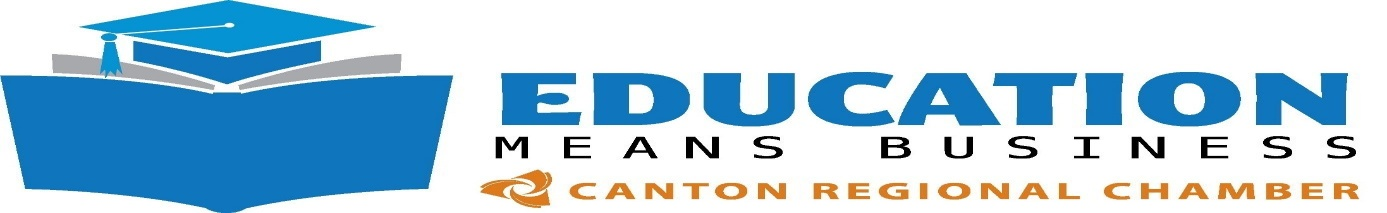 EDUCATION
MEANS BUSINESS
CANTON REGIONAL CHAMBER